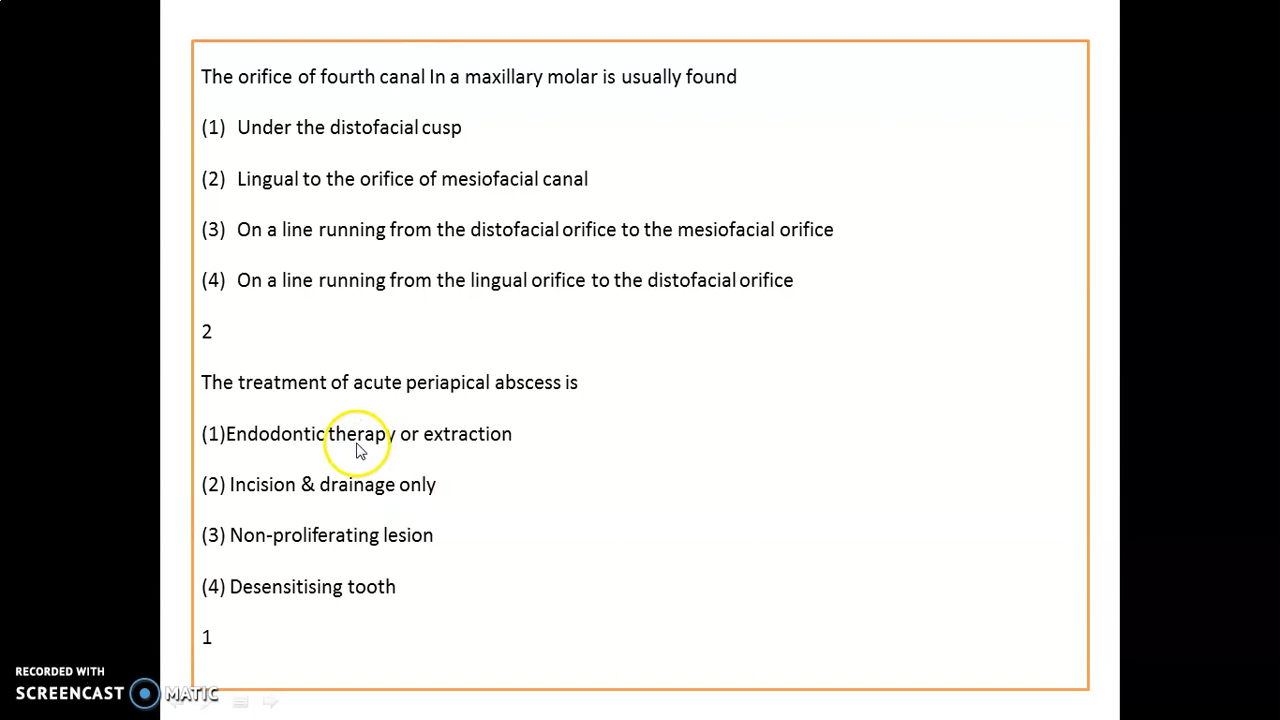 The orifice of fourth canal In a maxillary molar is usually found
(1) Under the distofacial cusp
(2) Lingual to the orifice of mesiofacial canal
(3) On a line running from the distofacial orifice to the mesiofacial orifice
(4) On a line running from the lingual orifice to the distofacial orifice
2
The treatment of acute periapical abscess is
(1)Endodontic therapy or extraction
(2) Incision & drainage only
(3) Non-proliferating lesion
(4) Desensitising tooth
1
RECORDED WITH
SCREENCAST MATIC